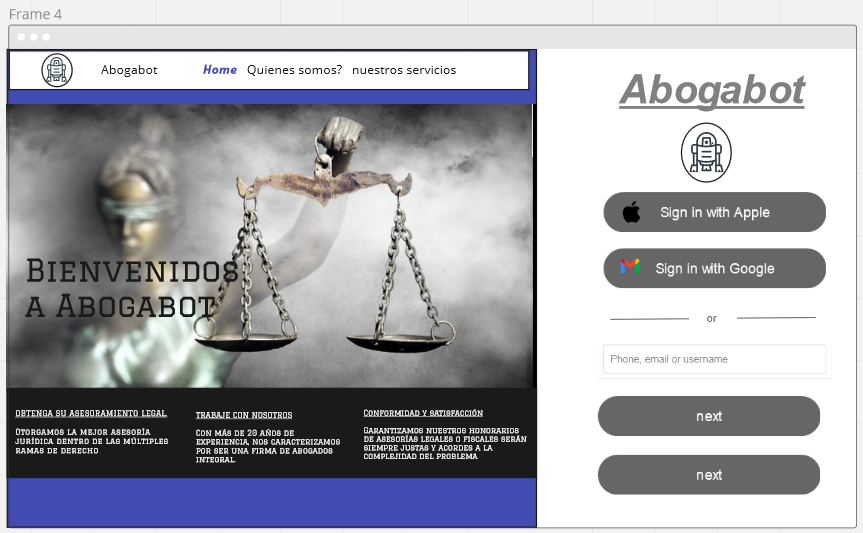 Frame 4
Abogabot Home Quienes somos? nuestros servicios
Bienvenidos
a Abogabot
obtenga su asesoramiento legal.
Otorgamos la mejor asesoría
jurídica dentro de las múltiples
ramas de derecho
trabaje con nosotros
Con más de 20 años de
experiencia, nos caracterizamos
por ser una firma de abogados
integral.
Conformidad y satisfacción
Garantizamos nuestros honorarios
de asesorías legales o fiscales serán
siempre justas y acordes a la
complejidad del problema
Abogabot
Sign in with Apple
Sign in with Google
or
Phone, email or username
next
next